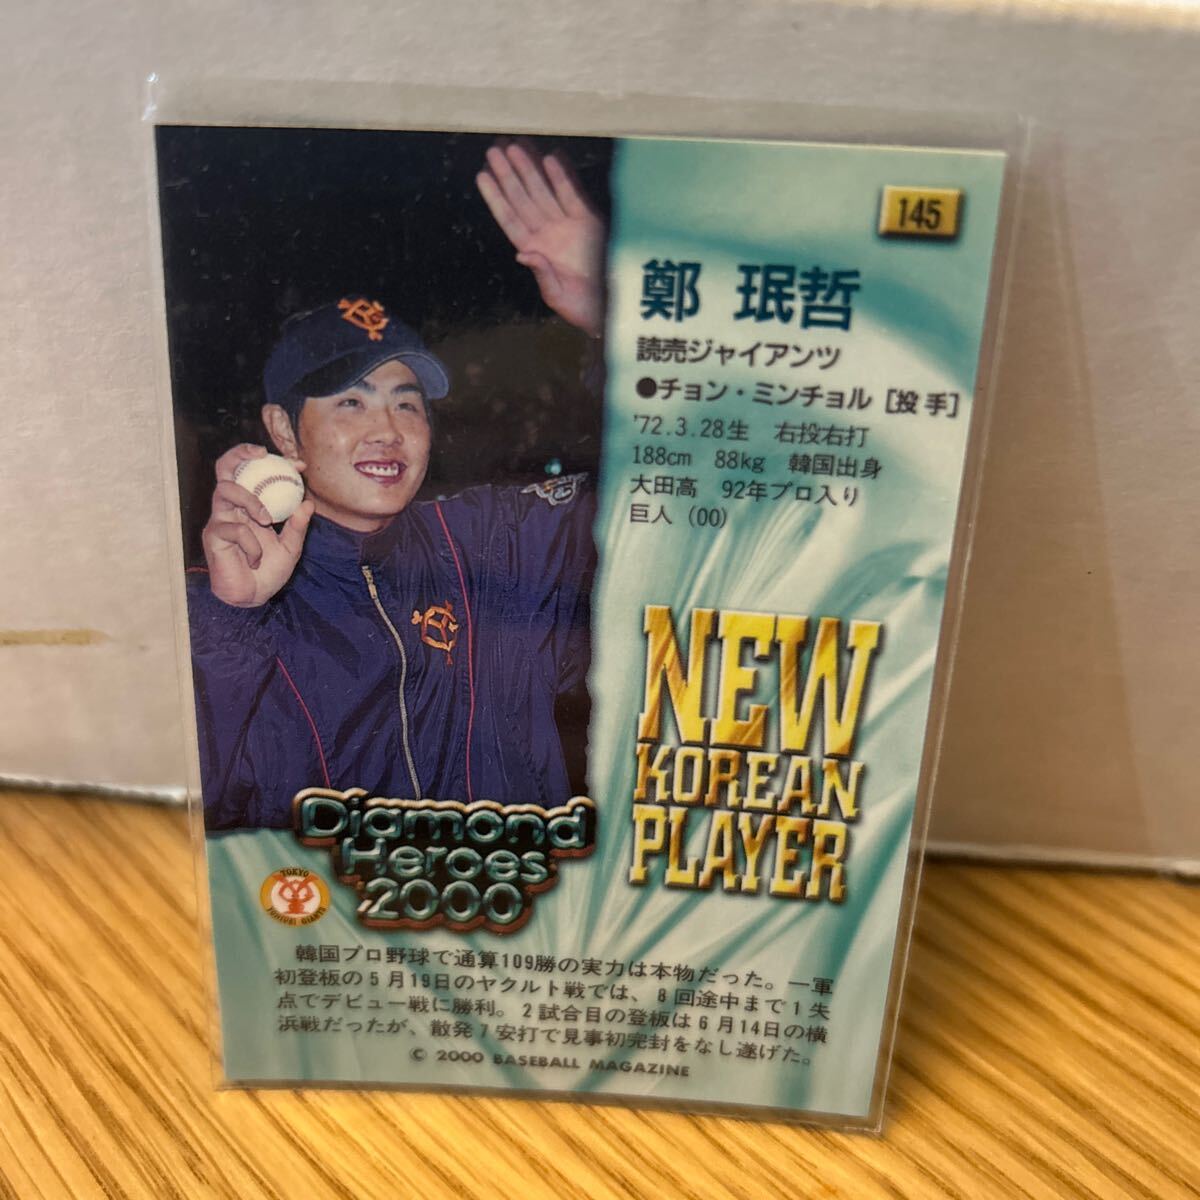 145
鄭 珉哲
読売ジャイアンツ
●チョン・ミンチョル [投手]
'72.3.28生 右投右打
188cm 88kg 韓国出身
大田高 92年プロ入り
巨人 (00)
NEW
KOREAN
PLAYER
Diamond
Heroes
2000
TOKYO
YOMIURI GIANTS
韓国プロ野球で通算109勝の実力は本物だった。一軍
初登板の5月19日のヤクルト戦では、8回途中まで1失
点でデビュー戦に勝利。2試合目の登板は6月14日の横
浜戦だったが、散発7安打で見事初完封をなし遂げた。
© 2000 BASEBALL MAGAZINE